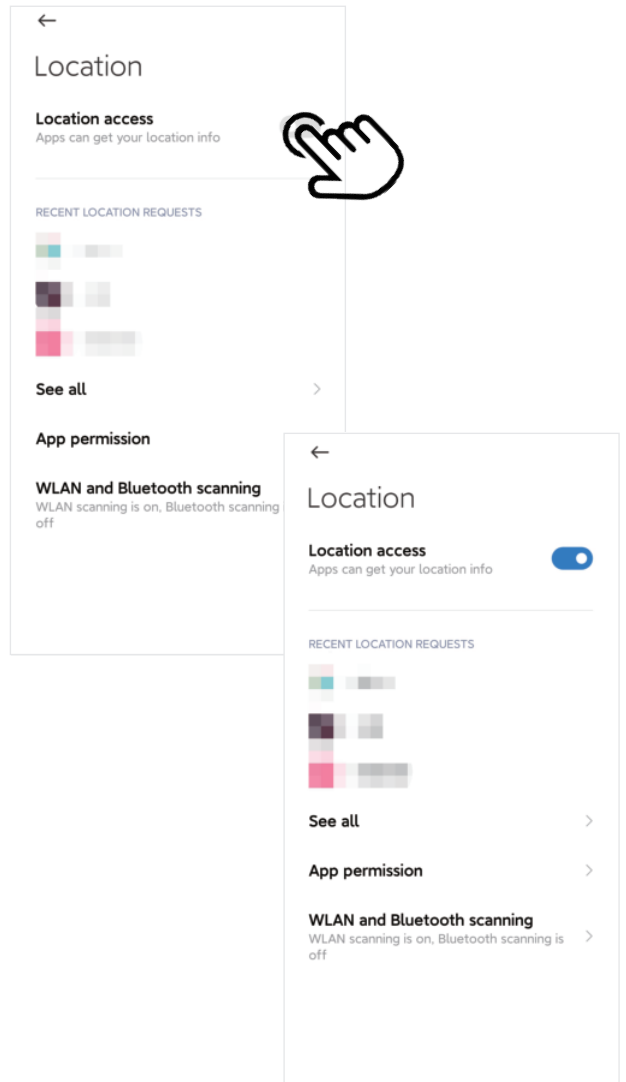 Location
Location access
Apps can get your location info
RECENT LOCATION REQUESTS
See all
App permission
WLAN and Bluetooth scanning
WLAN scanning is on, Bluetooth scanning
off
Location
Location access
Apps can get your location info
RECENT LOCATION REQUESTS
See all
App permission
WLAN and Bluetooth scanning
WLAN scanning is on, Bluetooth scanning is
off